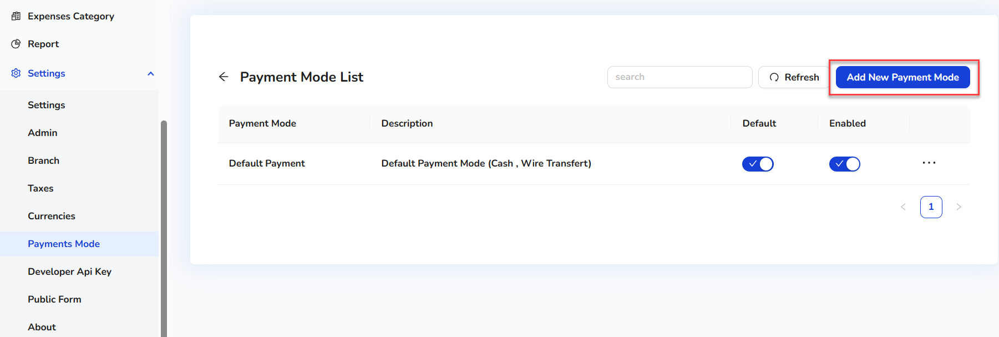 Expenses Category
Report
Settings
Settings
Admin
Branch
Taxes
Currencies
Payments Mode
Developer Api Key
Public Form
About
Payment Mode List
search
Refresh
Add New Payment Mode
Payment Mode Description Default Enabled
Default Payment Default Payment Mode (Cash , Wire Transfert)
1